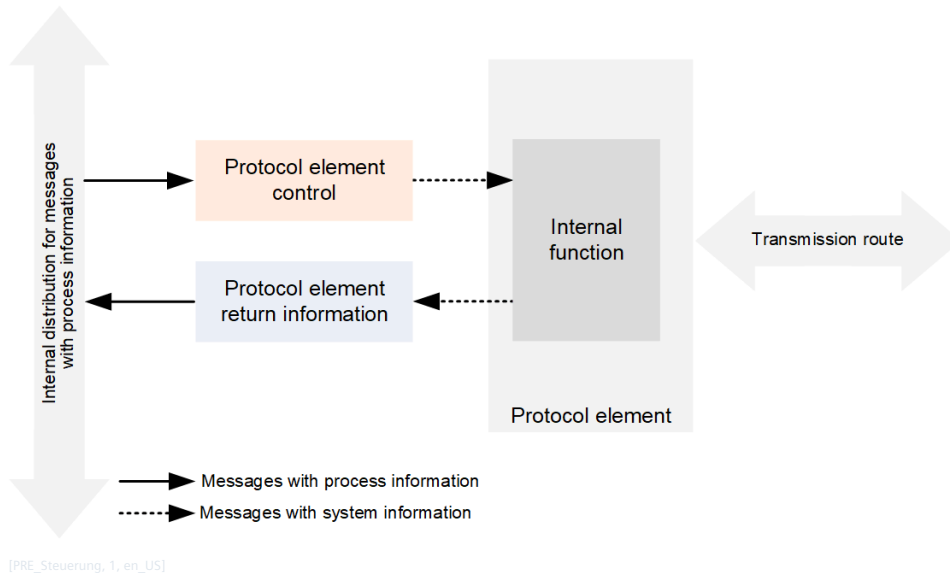 Internal distribution for messages
with process information
Protocol element
control
Protocol element
return information
Internal
function
Protocol element
Transmission route
Messages with process information
Messages with system information
[PRE_Steuerung, 1, en_US]